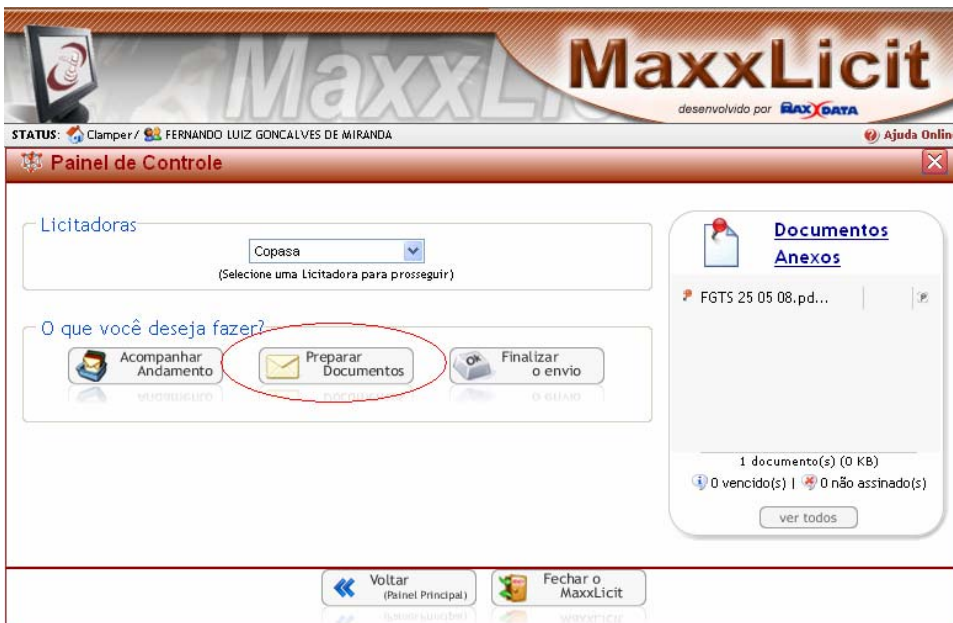 MaxxLicit
desenvolvido por MAXXDATA
STATUS: Clamper / FERNANDO LUIZ GONCALVES DE MIRANDA
Ajuda Onlin
Painel de Controle
Licitadoras
Copasa
(Selecione uma Licitadora para prosseguir)
O que você deseja fazer?
Acompanhar
Andamento
Preparar
Documentos
OK
Finalizar
o envio
Documentos
Anexos
FGTS 25 05 08.pd...
1 documento(s) (0 KB)
0 vencido(s) | 0 não assinado(s)
ver todos
Voltar
(Painel Principal)
Fechar o
MaxxLicit